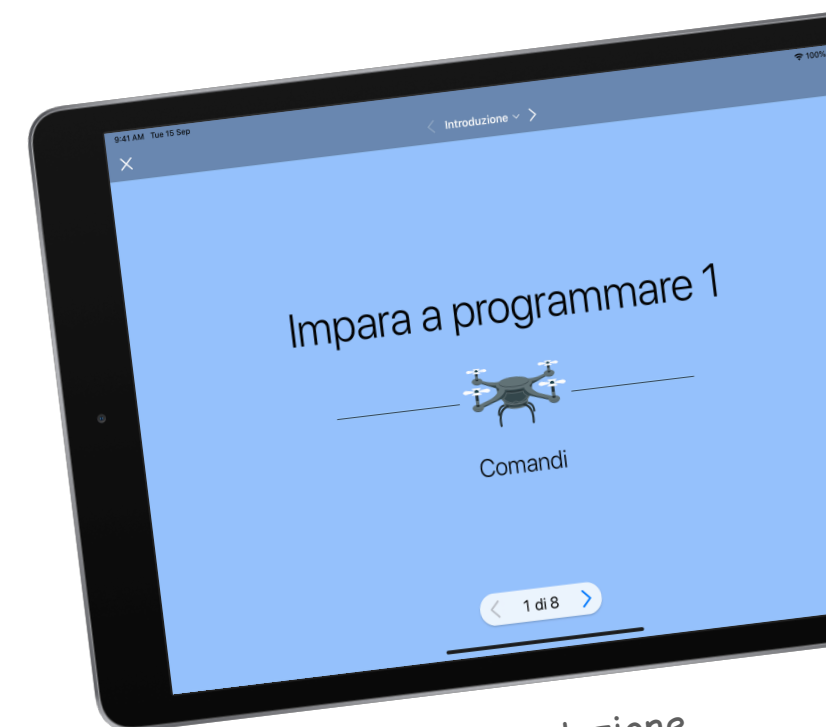 9:41 AM Tue 15 Sep
100%
Introduzione
Impara a programmare 1
Comandi
1 di 8